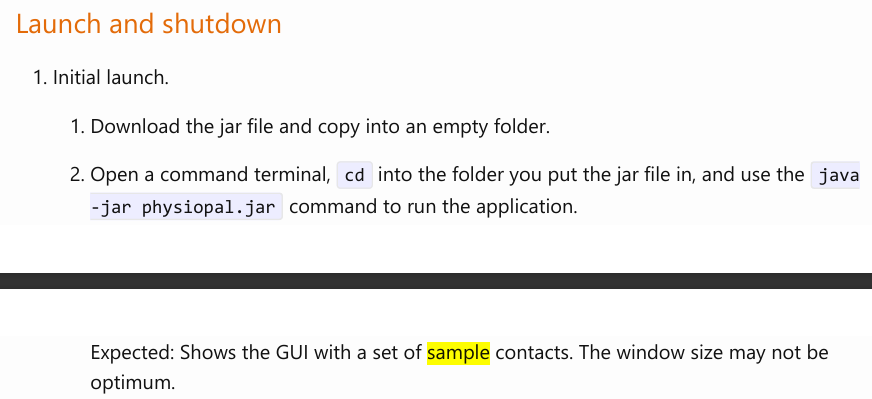 Launch and shutdown
1. Initial launch.
1. Download the jar file and copy into an empty folder.
2. Open a command terminal, cd into the folder you put the jar file in, and use the java
-jar physiopal.jar command to run the application.
Expected: Shows the GUI with a set of sample contacts. The window size may not be
optimum.